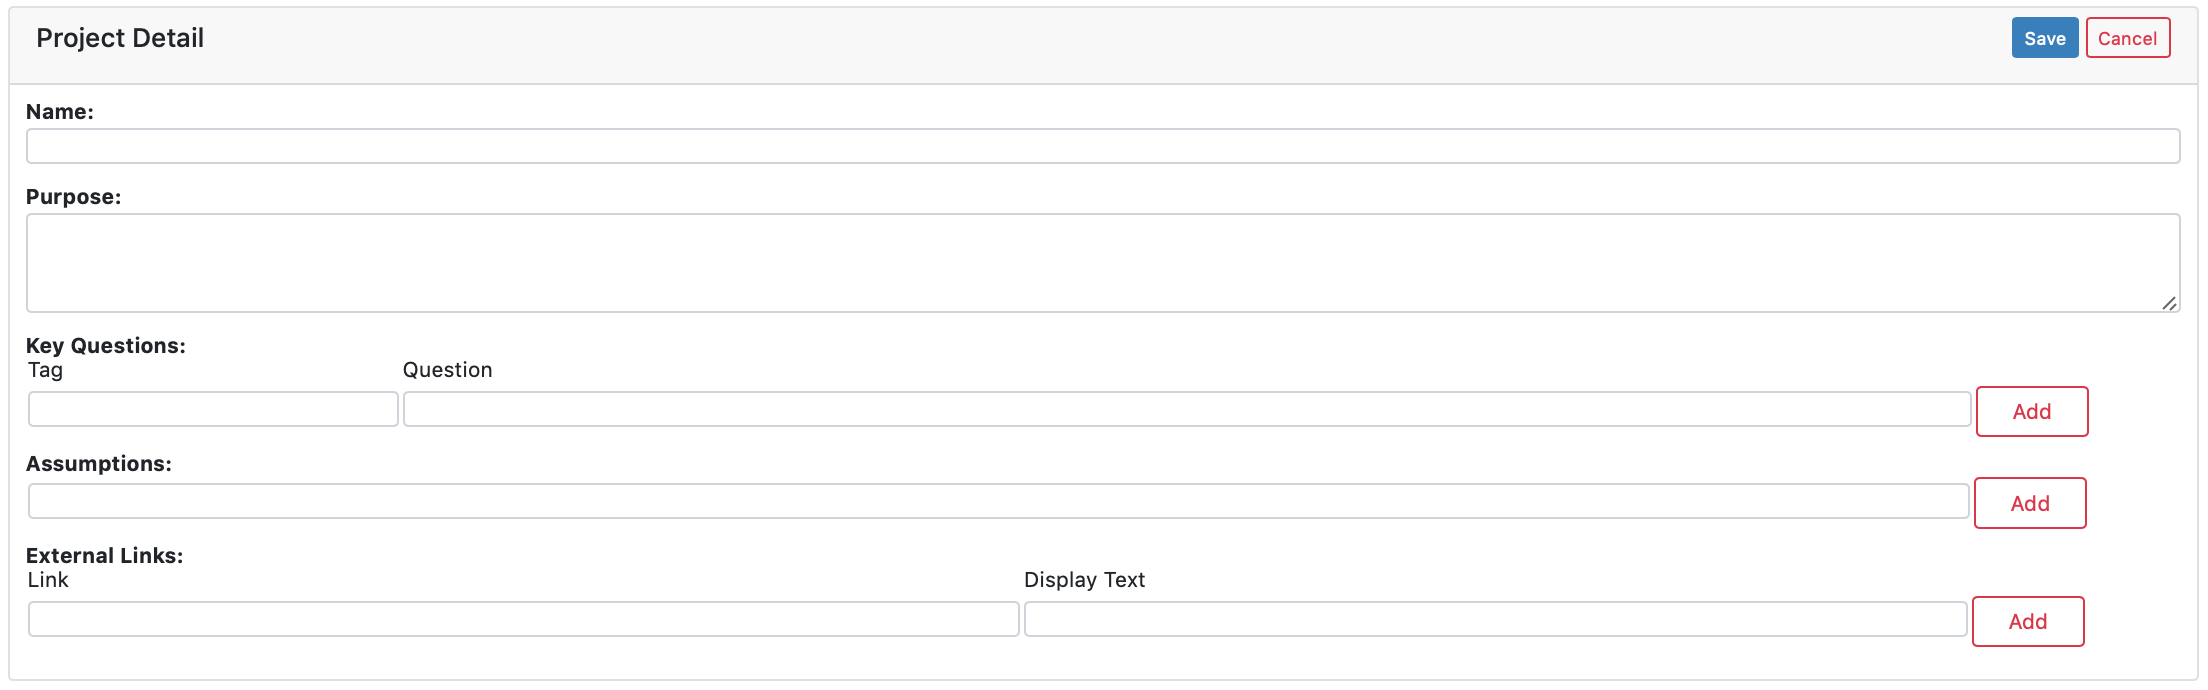 Project Detail
Save
Cancel
Name:
Purpose:
Key Questions:
Tag
Question
Add
Assumptions:
Add
External Links:
Link
Display Text
Add